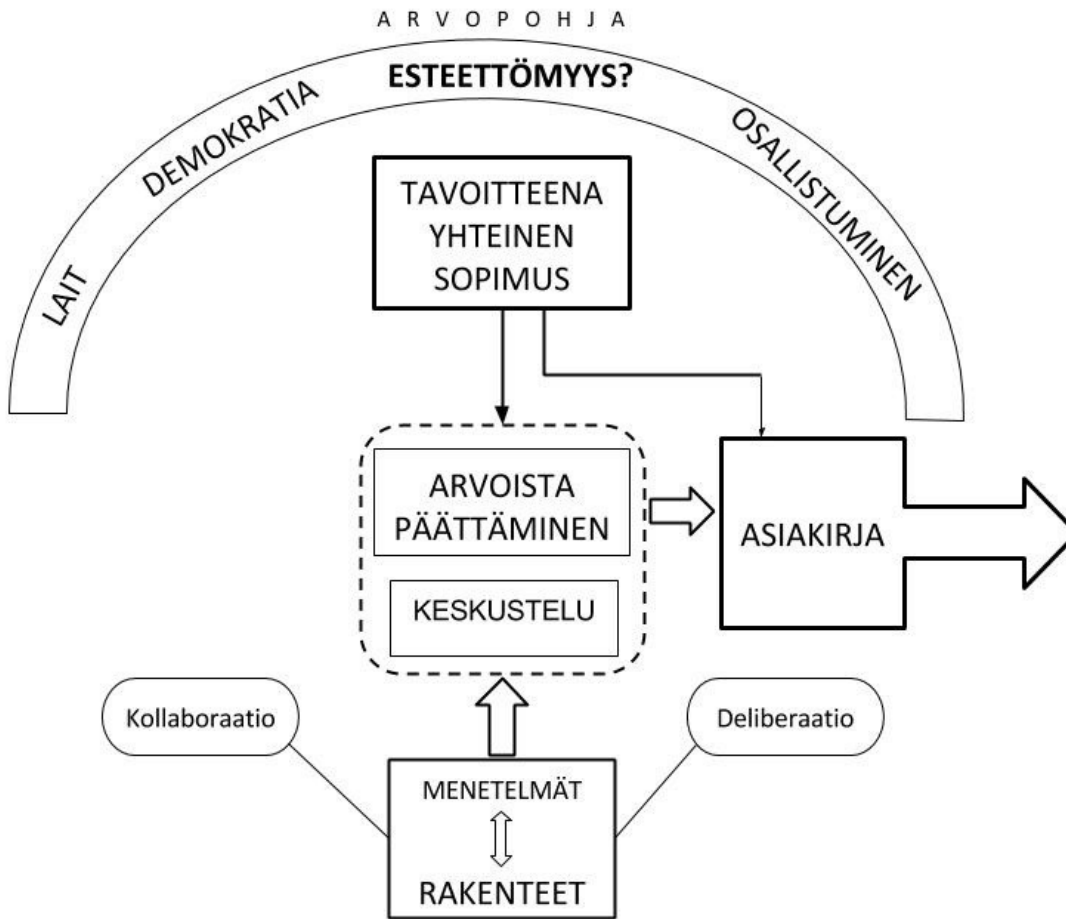 A R V O P O H J A
ESTEETTÖMYYS?
DEMOKRATIA
LAIT
OSALLISTUMINEN
TAVOITTEENA
YHTEINEN
SOPIMUS
ARVOISTA
PÄÄTTÄMINEN
ASIAKIRJA
KESKUSTELU
Kollaboraatio
Deliberaatio
MENETELMÄT
RAKENTEET